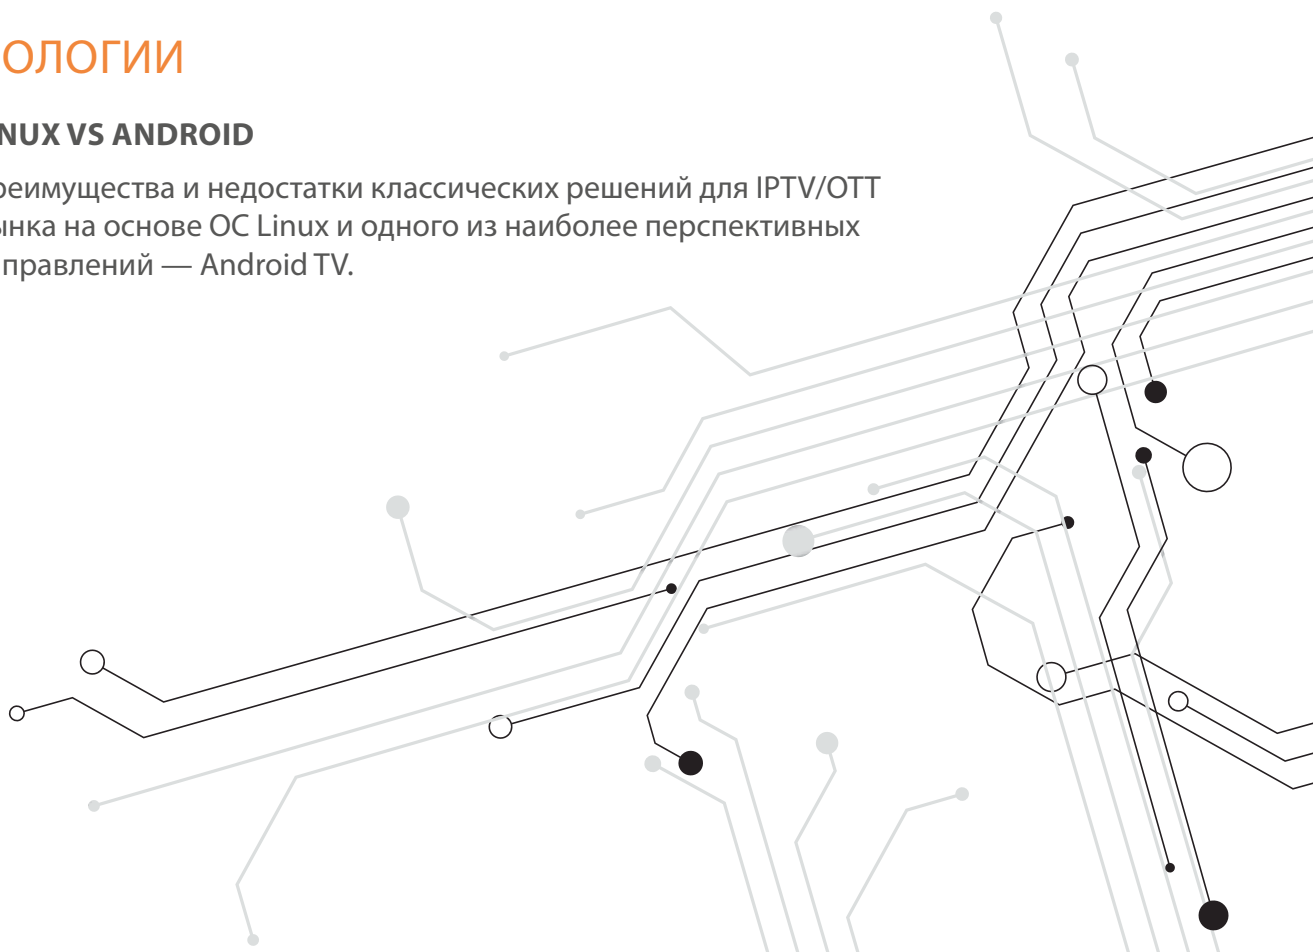 ОЛОГИИ
NUX VS ANDROID
реимущества и недостатки классических решений для IPTV/OTT
ынка на основе ОС Linux и одного из наиболее перспективных
правлений — Android TV.